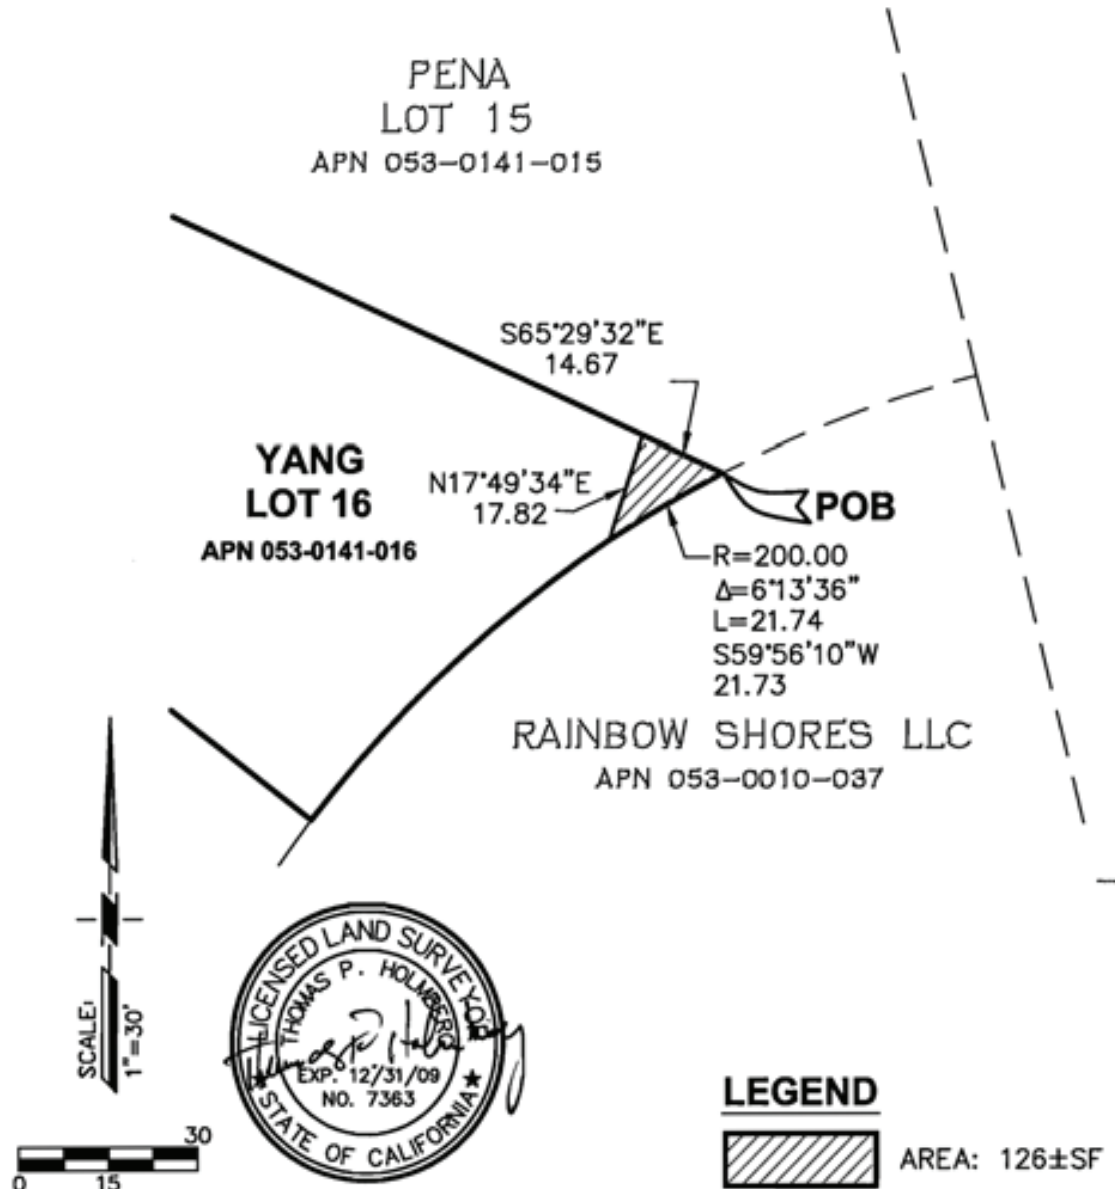 PENA
LOT 15
APN 053-0141-015
S65°29'32"E
14.67
YANG
LOT 16
APN 053-0141-016
N17°49'34"E
17.82
POB
R=200.00
Δ=6°13'36"
L=21.74
S59°56'10"W
21.73
RAINBOW SHORES LLC
APN 053-0010-037
SCALE:
1"=30'
LICENSED LAND SURVEYOR
THOMAS P. HOLMBERG
EXP. 12/31/09
NO. 7363
STATE OF CALIFORNIA
30
0 15
LEGEND
AREA: 126±SF